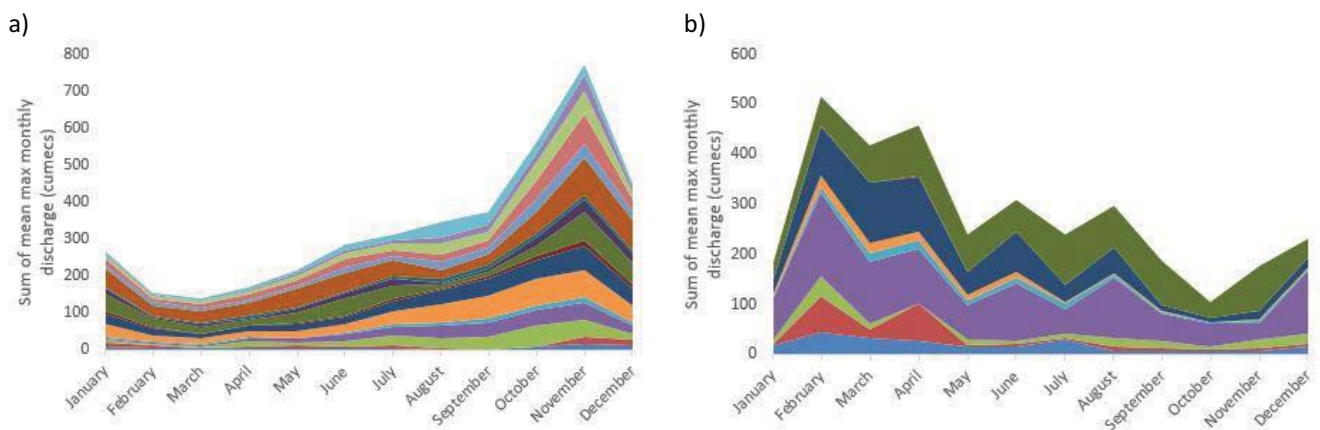 a)
Sum of mean max monthly
discharge (cumecs)
800
700
600
500
400
300
200
100
0
January
February
March
April
May
June
July
August
September
October
November
December
b)
Sum of mean max monthly
discharge (cumecs)
600
500
400
300
200
100
0
January
February
March
April
May
June
July
August
September
October
November
December